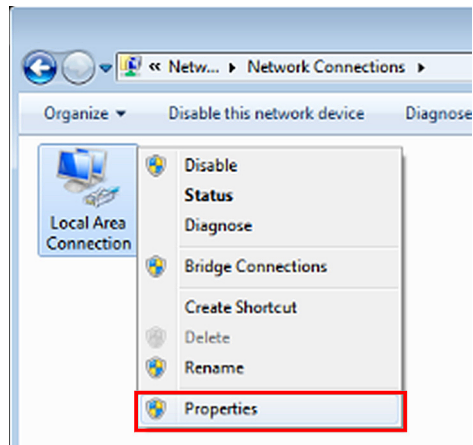 « Netw... ▸ Network Connections ▸
Organize ▾ Disable this network device Diagnose
Local Area
Connection
Disable
Status
Diagnose
Bridge Connections
Create Shortcut
Delete
Rename
Properties